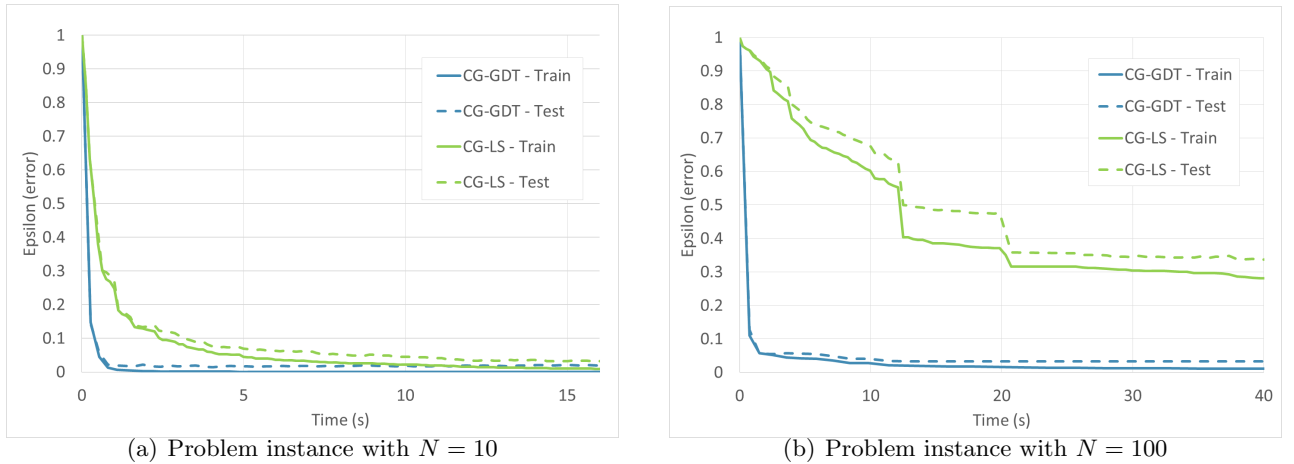 1
0.9
0.8
0.7
0.6
0.5
0.4
0.3
0.2
0.1
0
Epsilon (error)
CG-GDT - Train
CG-GDT - Test
CG-LS - Train
CG-LS - Test
0 5 10 15
Time (s)
(a) Problem instance with N = 10
1
0.9
0.8
0.7
0.6
0.5
0.4
0.3
0.2
0.1
0
Epsilon (error)
CG-GDT - Train
CG-GDT - Test
CG-LS - Train
CG-LS - Test
0 10 20 30 40
Time (s)
(b) Problem instance with N = 100